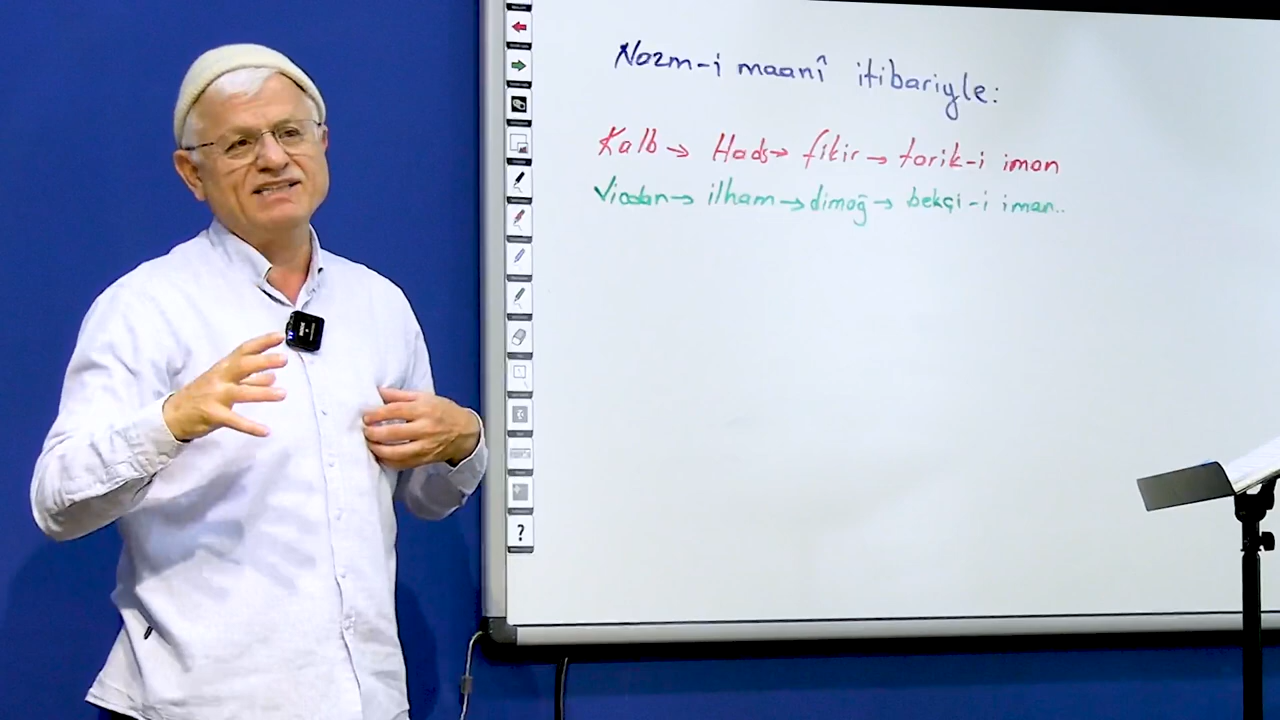 Nazm-i maanî itibariyle:
Kalb → Hads → fikir → tarik-i iman
Vicdan → ilham → dimağ → bekçi-i iman..
?